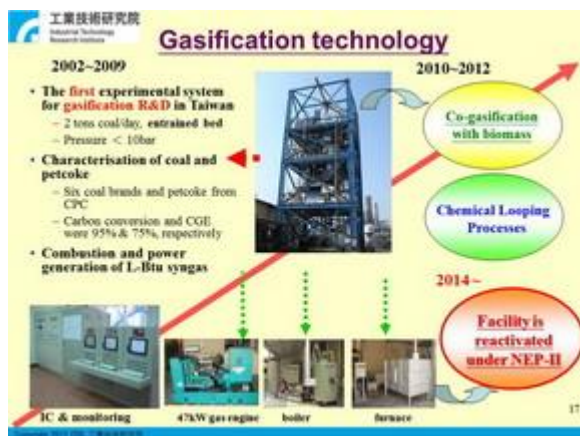 工業技術研究院
Industrial Technology
Research Institute
Gasification technology
2002~2009
• The first experimental system
for gasification R&D in Taiwan
– 2 tons coal/day, entrained bed
– Pressure < 10bar
• Characterisation of coal and
petcoke
– Six coal brands and petcoke from
CPC
– Carbon conversion and CGE
were 95% & 75%, respectively
• Combustion and power
generation of L-Btu syngas
2010~2012
Co-gasification
with biomass
Chemical Looping
Processes
2014~
Facility is
reactivated
under NEP-II
IC & monitoring
47kW gas engine
boiler
furnace
17